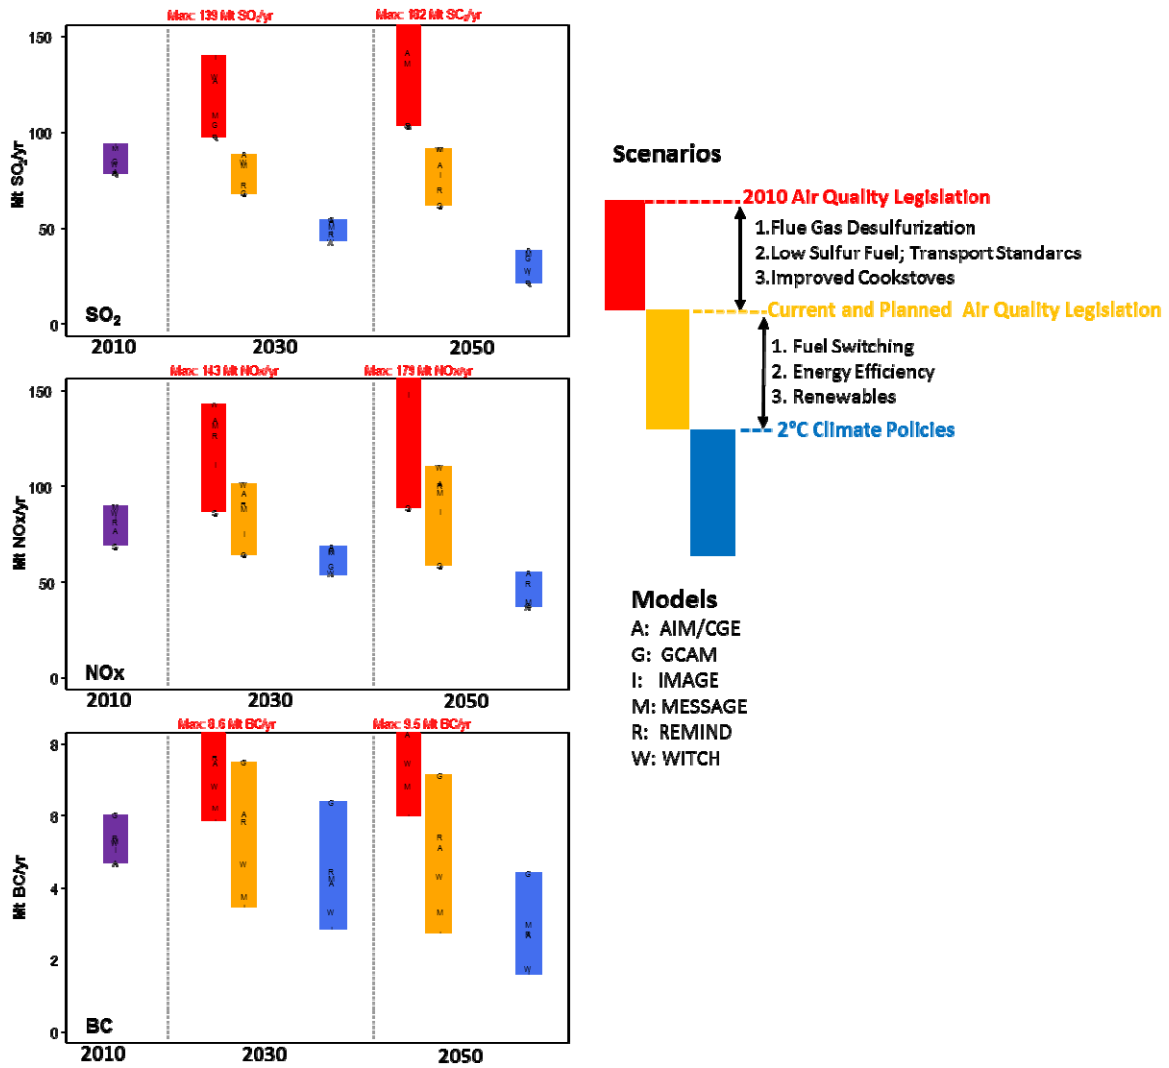 Max: 139 Mt SO₂/yr
Max: 182 Mt SC₂/yr
150
100
50
0
Mt SO₂/yr
SO₂
2010
2030
2050
Max: 143 Mt NOx/yr
Max: 179 Mt NOx/yr
150
100
50
0
Mt NOx/yr
NOx
2010
2030
2050
Max: 8.6 Mt BC/yr
Max: 9.5 Mt BC/yr
8
6
4
2
0
Mt BC/yr
BC
2010
2030
2050
Scenarios
2010 Air Quality Legislation
1.Flue Gas Desulfurization
2.Low Sulfur Fuel; Transport Standarcs
3.Improved Cookstoves
Current and Planned Air Quality Legislation
1. Fuel Switching
2. Energy Efficiency
3. Renewables
2°C Climate Policies
Models
A: AIM/CGE
G: GCAM
I: IMAGE
M: MESSAGE
R: REMIND
W: WITCH